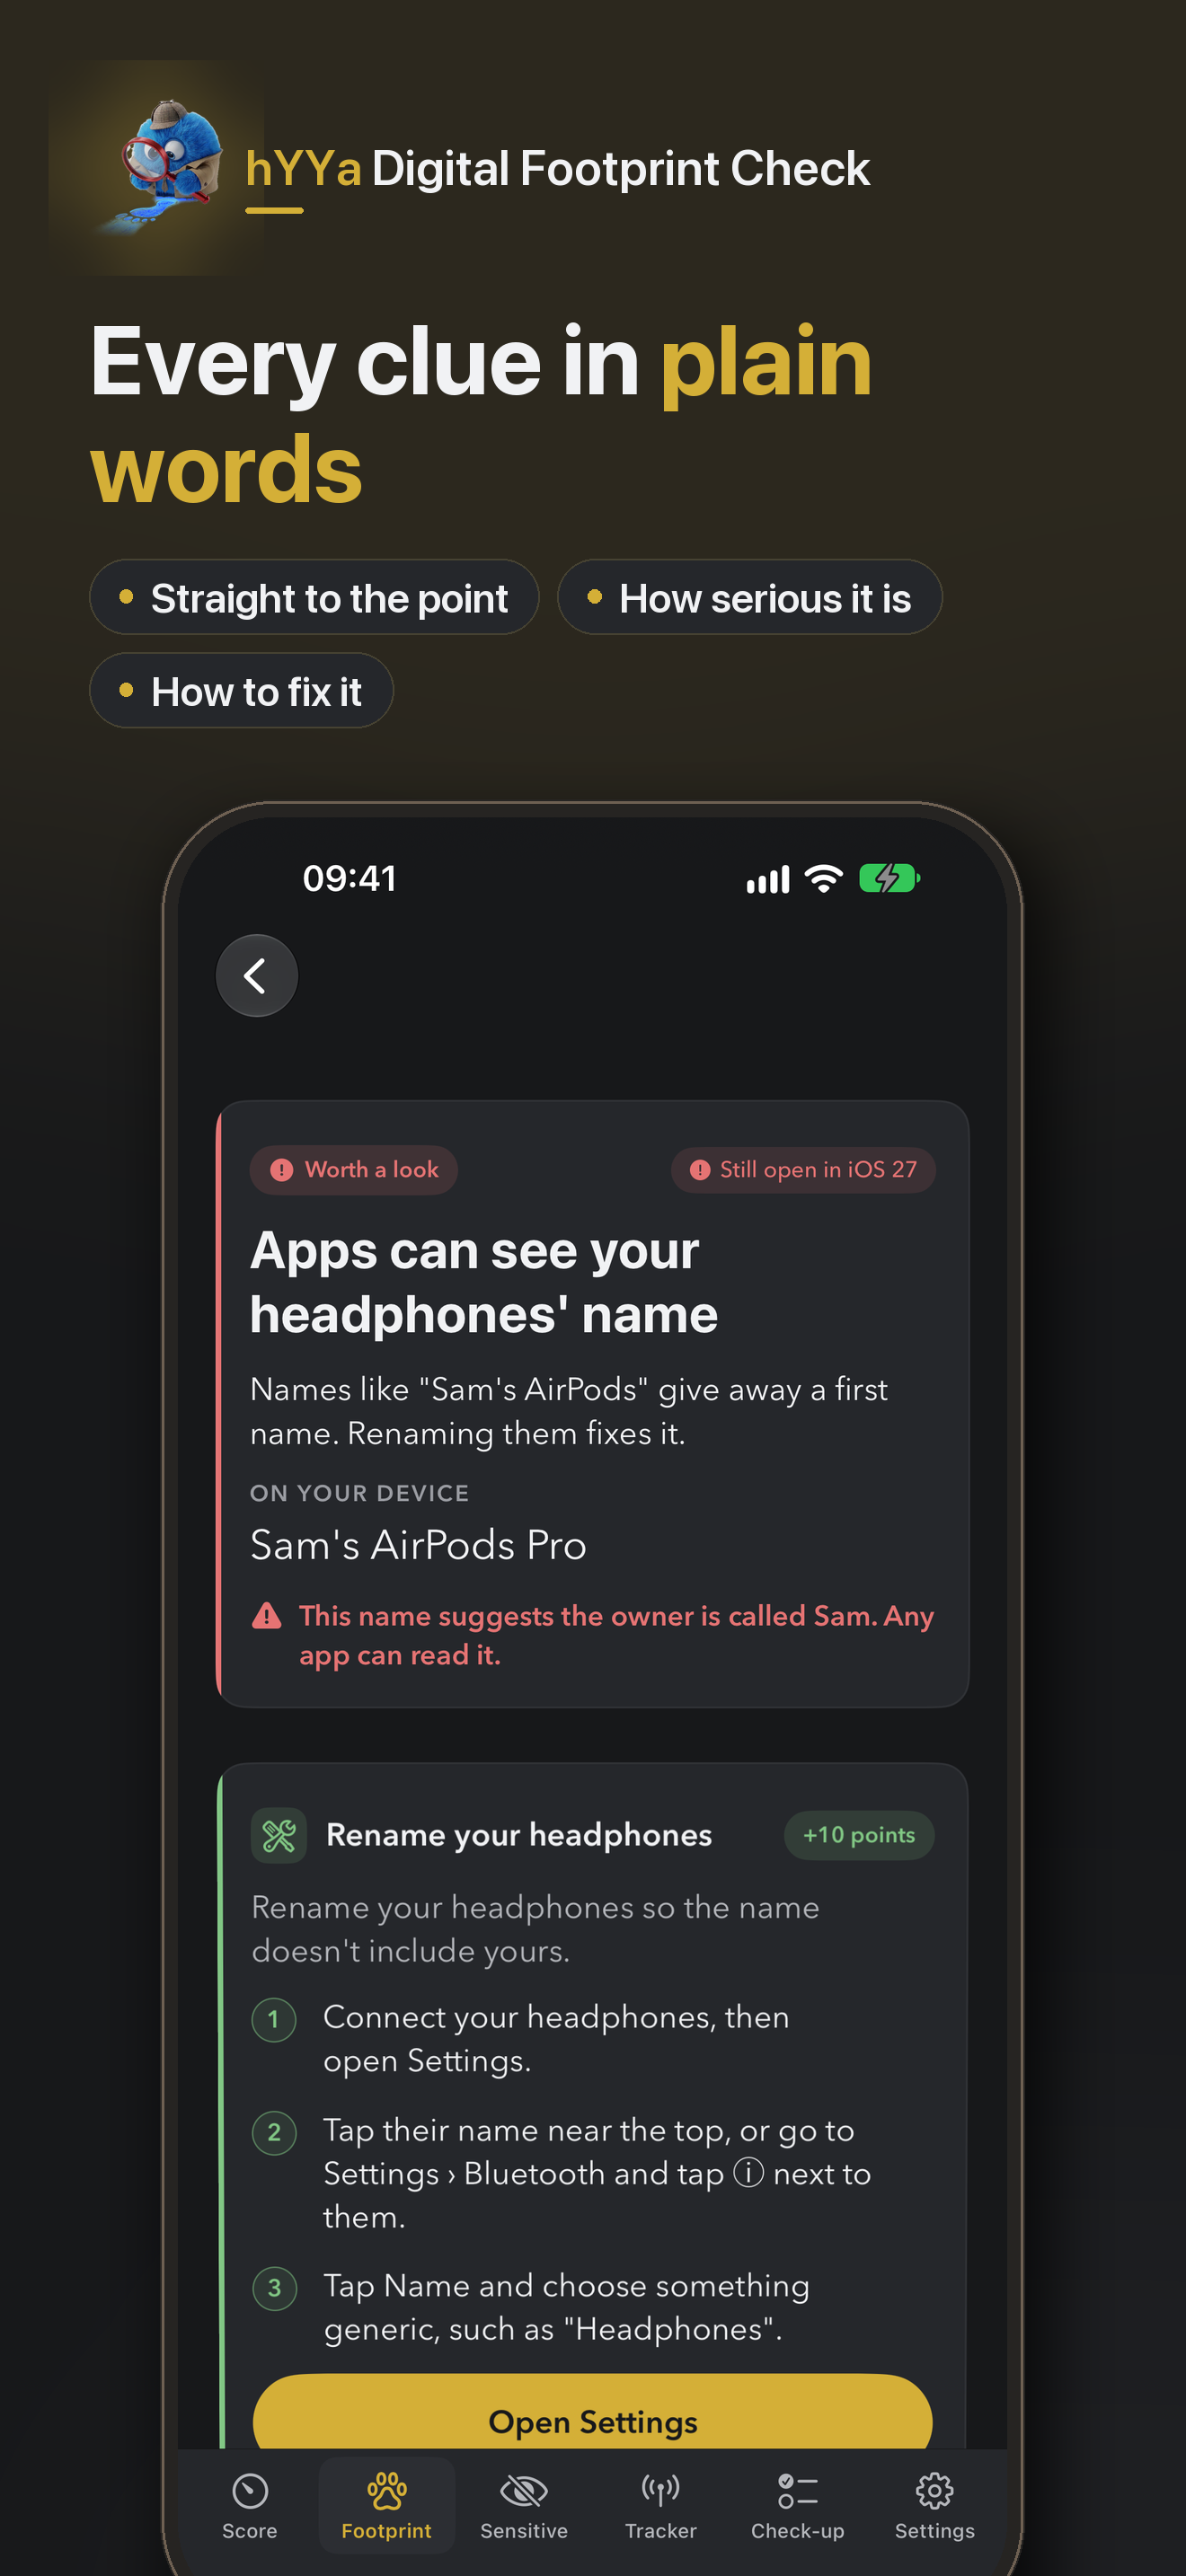 hYYa Digital Footprint Check
Every clue in plain
words
Straight to the point
How serious it is
How to fix it
09:41
Worth a look
Still open in iOS 27
Apps can see your
headphones' name
Names like "Sam's AirPods" give away a first
name. Renaming them fixes it.
ON YOUR DEVICE
Sam's AirPods Pro
This name suggests the owner is called Sam. Any
app can read it.
Rename your headphones
+10 points
Rename your headphones so the name
doesn't include yours.
1
Connect your headphones, then
open Settings.
2
Tap their name near the top, or go to
Settings › Bluetooth and tap ⓘ next to
them.
3
Tap Name and choose something
generic, such as "Headphones".
Open Settings
Score
Footprint
Sensitive
Tracker
Check-up
Settings